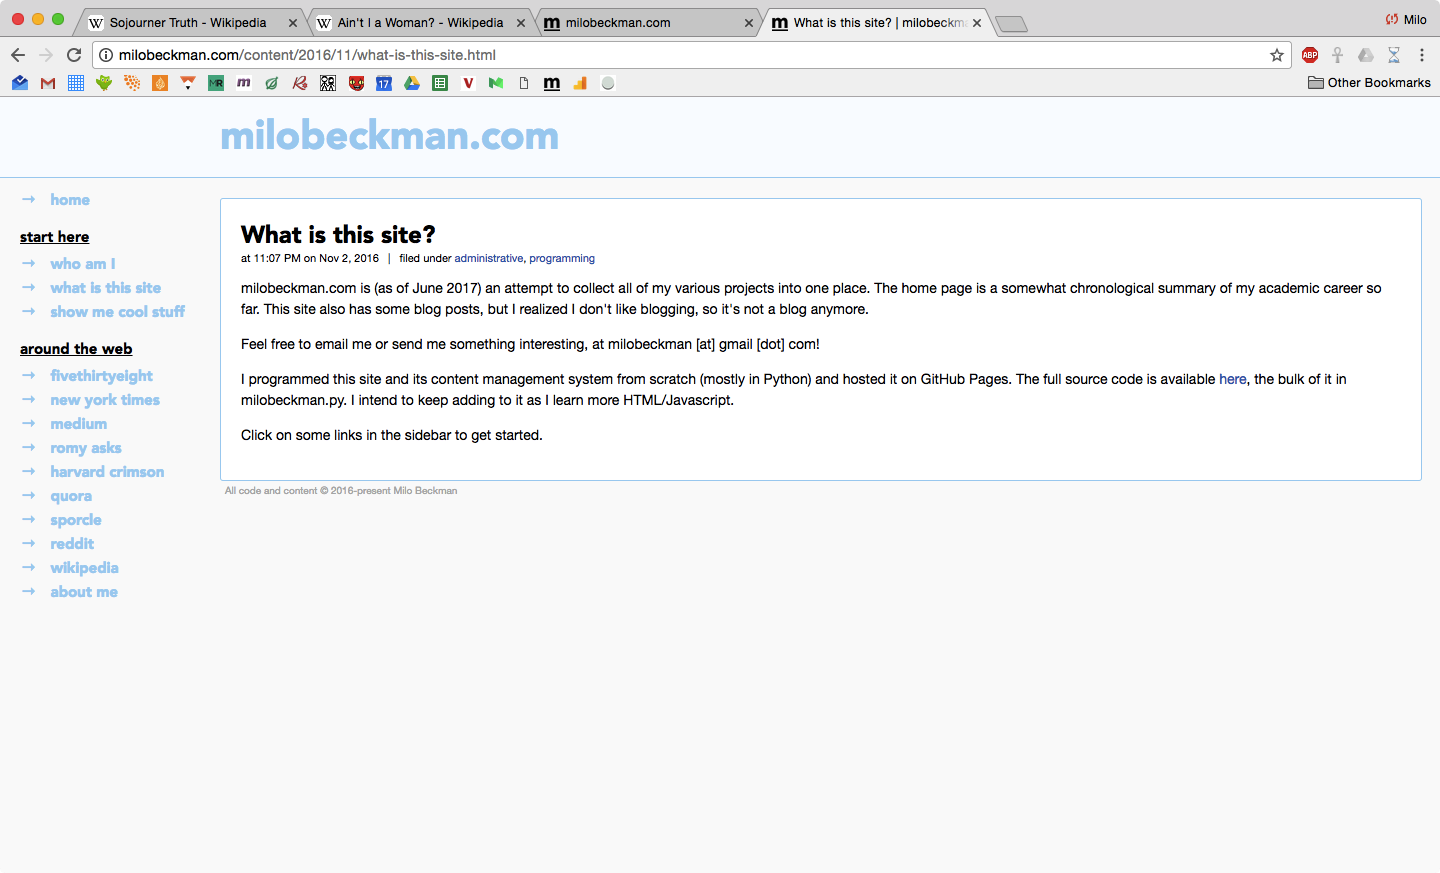 Sojourner Truth - Wikipedia
Ain't I a Woman? - Wikipedia
milobeckman.com
What is this site? | milobeckma
Milo
milobeckman.com/content/2016/11/what-is-this-site.html
ABP
MR
m
17
V
m
Other Bookmarks
milobeckman.com
→ home
start here
→ who am I
→ what is this site
→ show me cool stuff
around the web
→ fivethirtyeight
→ new york times
→ medium
→ romy asks
→ harvard crimson
→ quora
→ sporcle
→ reddit
→ wikipedia
→ about me
What is this site?
at 11:07 PM on Nov 2, 2016 | filed under administrative, programming
milobeckman.com is (as of June 2017) an attempt to collect all of my various projects into one place. The home page is a somewhat chronological summary of my academic career so
far. This site also has some blog posts, but I realized I don't like blogging, so it's not a blog anymore.
Feel free to email me or send me something interesting, at milobeckman [at] gmail [dot] com!
I programmed this site and its content management system from scratch (mostly in Python) and hosted it on GitHub Pages. The full source code is available here, the bulk of it in
milobeckman.py. I intend to keep adding to it as I learn more HTML/Javascript.
Click on some links in the sidebar to get started.
All code and content © 2016-present Milo Beckman